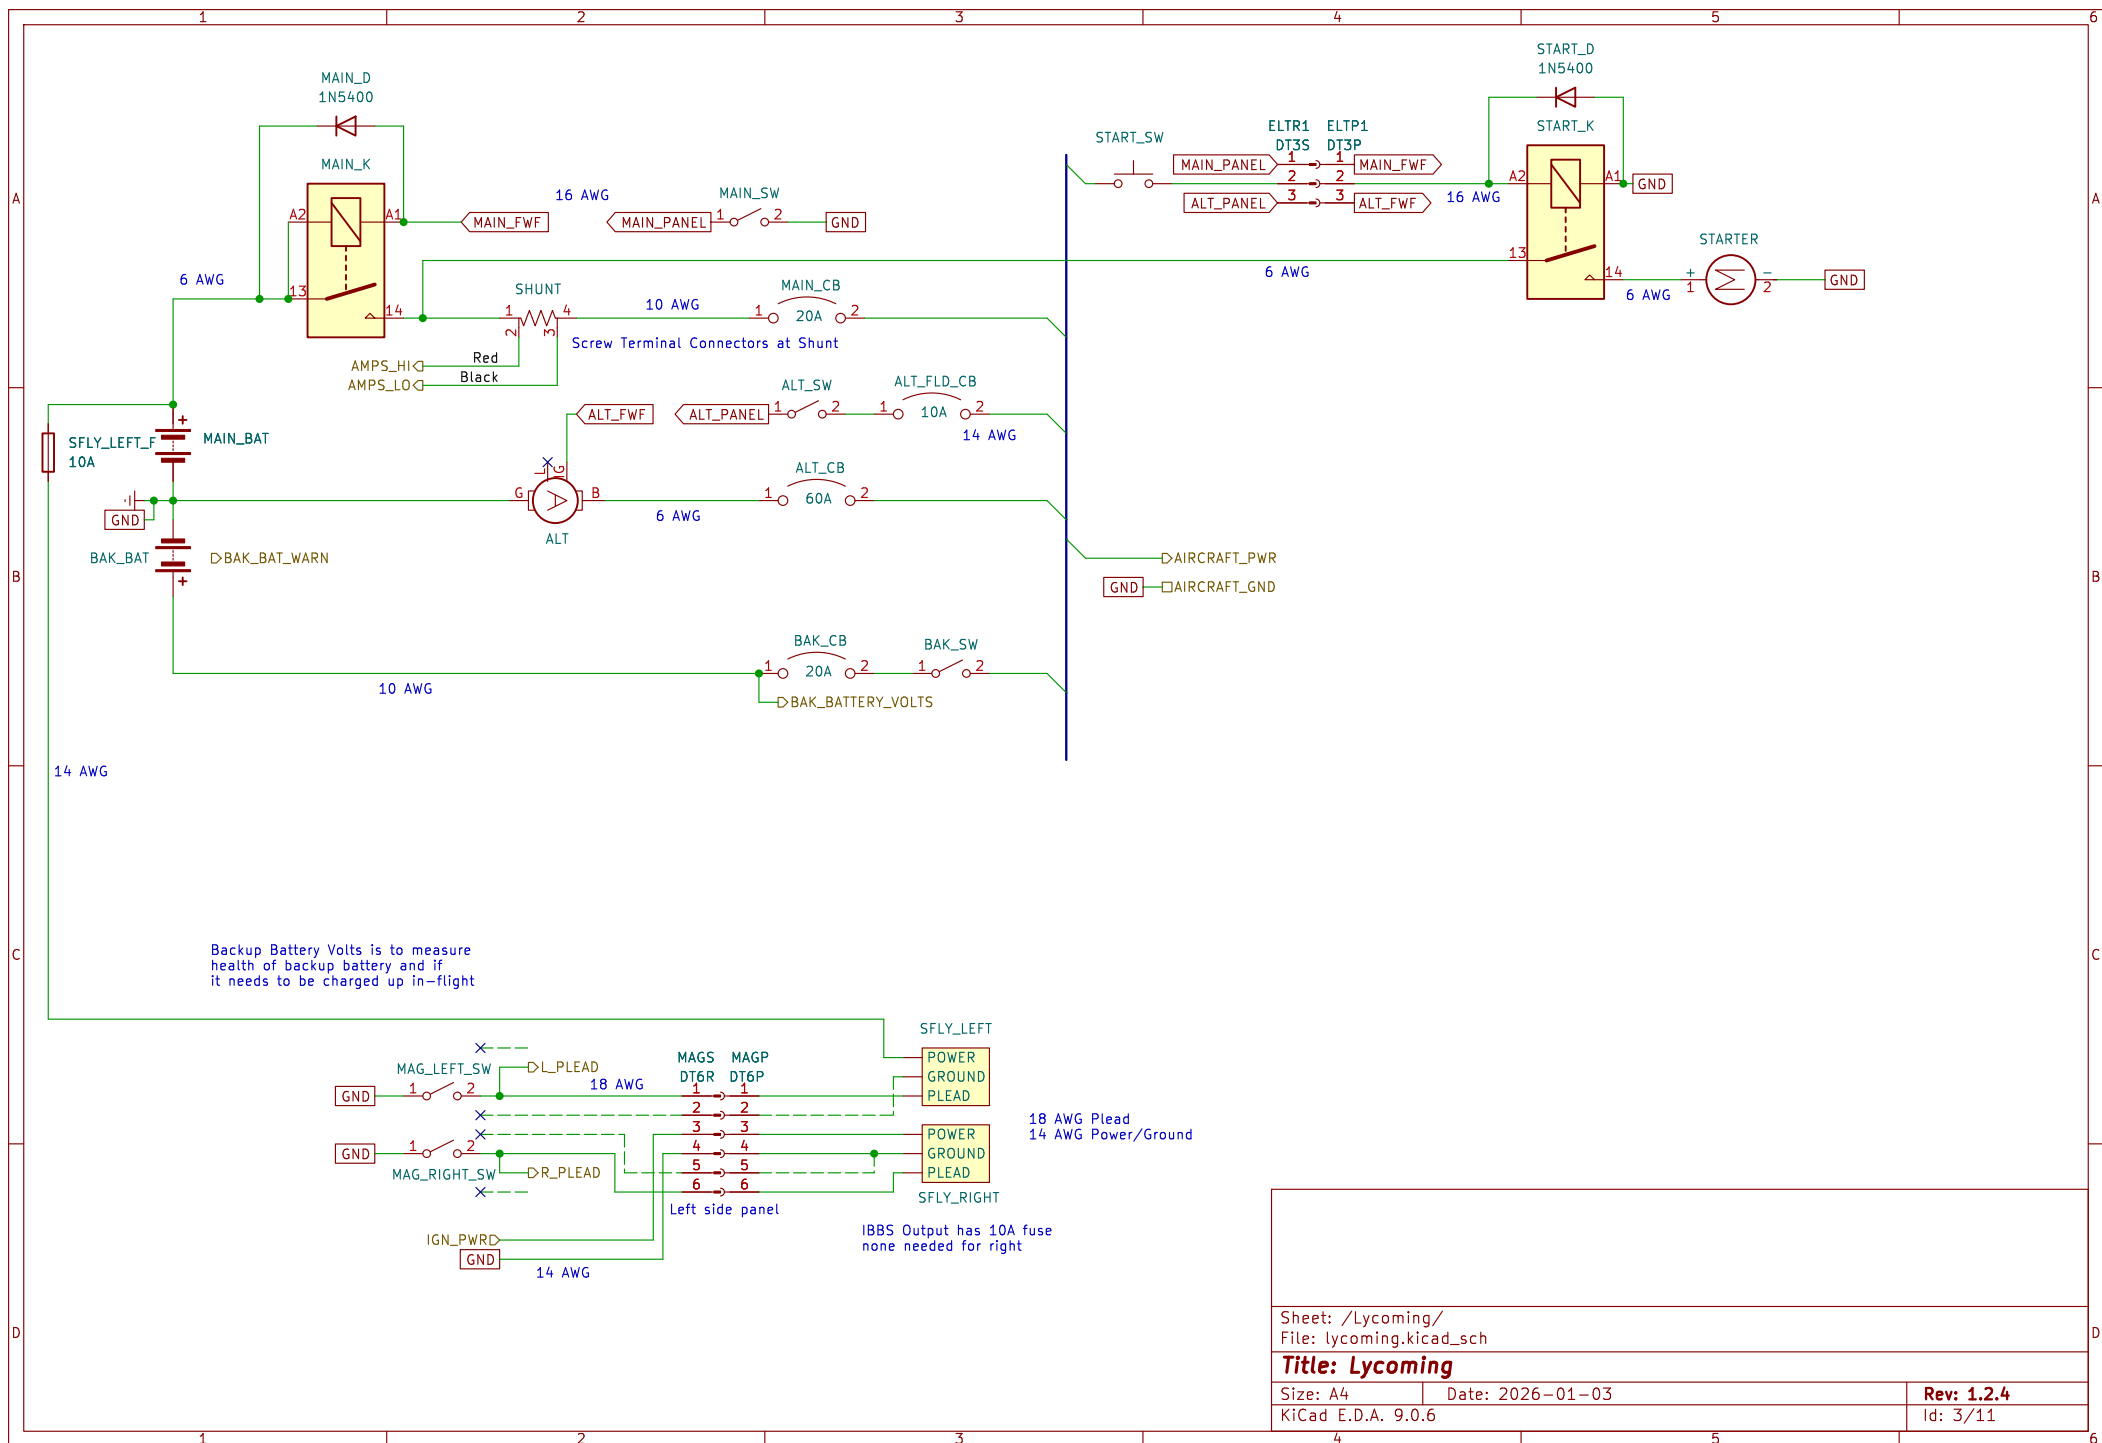 1 2 3 4 5 6
START_D
1N5400
MAIN_D
1N5400
ELTR1 ELTP1
DT3S DT3P
START_K
START_SW
MAIN_PANEL 1 1 MAIN_FWF
2 2
ALT_PANEL 3 3 ALT_FWF
16 AWG
A2 A1 GND
13
14
MAIN_K
A A
16 AWG
MAIN_SW
A2 A1 MAIN_FWF
MAIN_PANEL 1 2 GND
STARTER
+ -
1 2 GND
6 AWG
6 AWG
6 AWG
13
14
SHUNT
1 4
2 3
10 AWG
MAIN_CB
1 20A 2
Screw Terminal Connectors at Shunt
AMPS_HI Red
AMPS_LO Black
ALT_SW ALT_FLD_CB
ALT_FWF ALT_PANEL 1 2 1 10A 2
14 AWG
+
SFLY_LEFT_F
10A
MAIN_BAT
L IG
G A B
ALT
ALT_CB
1 60A 2
6 AWG
GND
BAK_BAT
+
BAK_BAT_WARN
AIRCRAFT_PWR
GND AIRCRAFT_GND
B B
BAK_CB BAK_SW
1 20A 2 1 2
10 AWG
BAK_BATTERY_VOLTS
14 AWG
C C
Backup Battery Volts is to measure
health of backup battery and if
it needs to be charged up in-flight
SFLY_LEFT
POWER
GROUND
PLEAD
MAG_LEFT_SW
L_PLEAD
18 AWG
MAGS MAGP
DT6R DT6P
GND 1 2 1 1
2 2
3 3
4 4
5 5
6 6
18 AWG Plead
14 AWG Power/Ground
POWER
GROUND
PLEAD
SFLY_RIGHT
GND 1 2
MAG_RIGHT_SW
R_PLEAD
Left side panel
IBBS Output has 10A fuse
none needed for right
IGN_PWR
GND
14 AWG
D D
Sheet: /Lycoming/
File: lycoming.kicad_sch
Title: Lycoming
Size: A4 Date: 2026-01-03 Rev: 1.2.4
KiCad E.D.A. 9.0.6 Id: 3/11
1 2 3 4 5 6